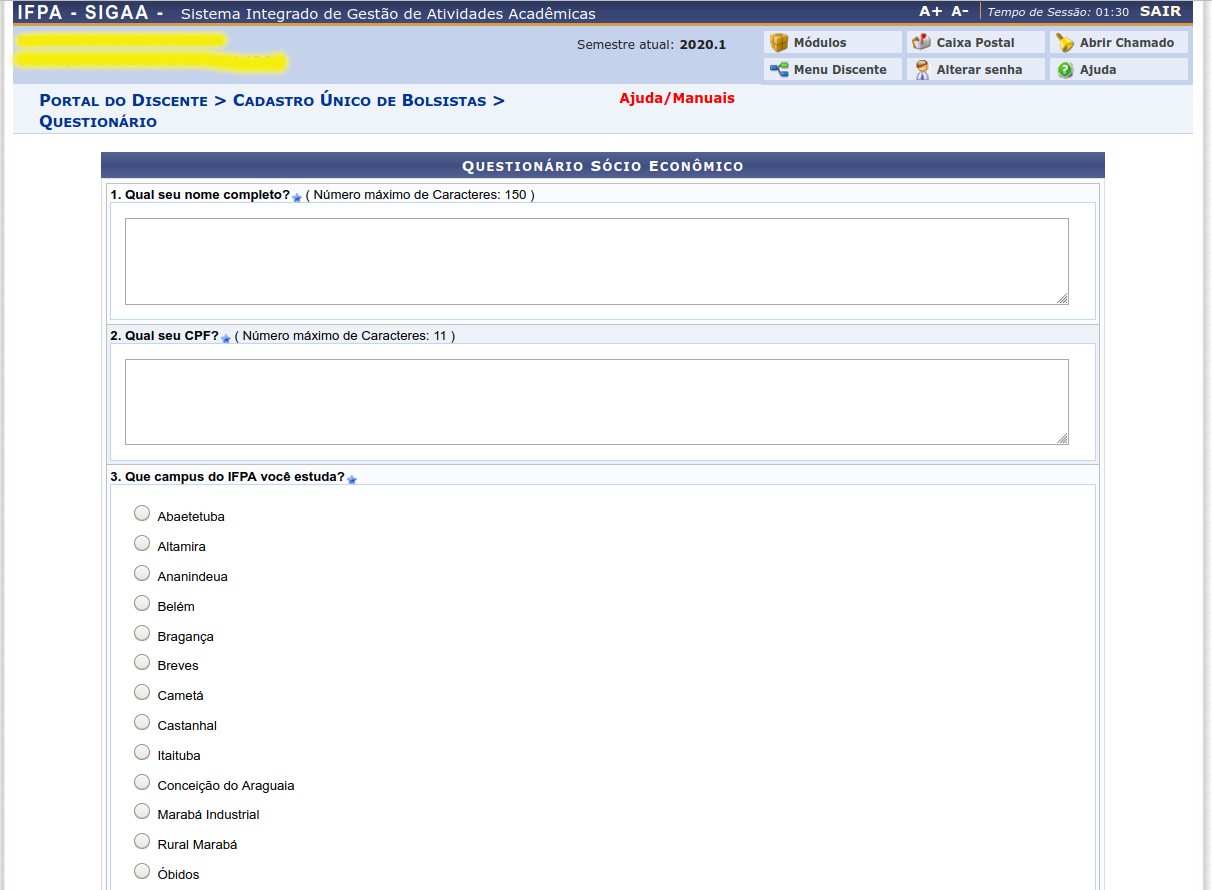 IFPA - SIGAA - Sistema Integrado de Gestão de Atividades Acadêmicas
A+ A- Tempo de Sessão: 01:30 SAIR
Semestre atual: 2020.1
Módulos
Caixa Postal
Abrir Chamado
Menu Discente
Alterar senha
Ajuda
Portal do Discente > Cadastro Único de Bolsistas >
Questionário
Ajuda/Manuais
Questionário Sócio Econômico
1. Qual seu nome completo? ( Número máximo de Caracteres: 150 )
2. Qual seu CPF? ( Número máximo de Caracteres: 11 )
3. Que campus do IFPA você estuda?
Abaetetuba
Altamira
Ananindeua
Belém
Bragança
Breves
Cametá
Castanhal
Itaituba
Conceição do Araguaia
Marabá Industrial
Rural Marabá
Óbidos